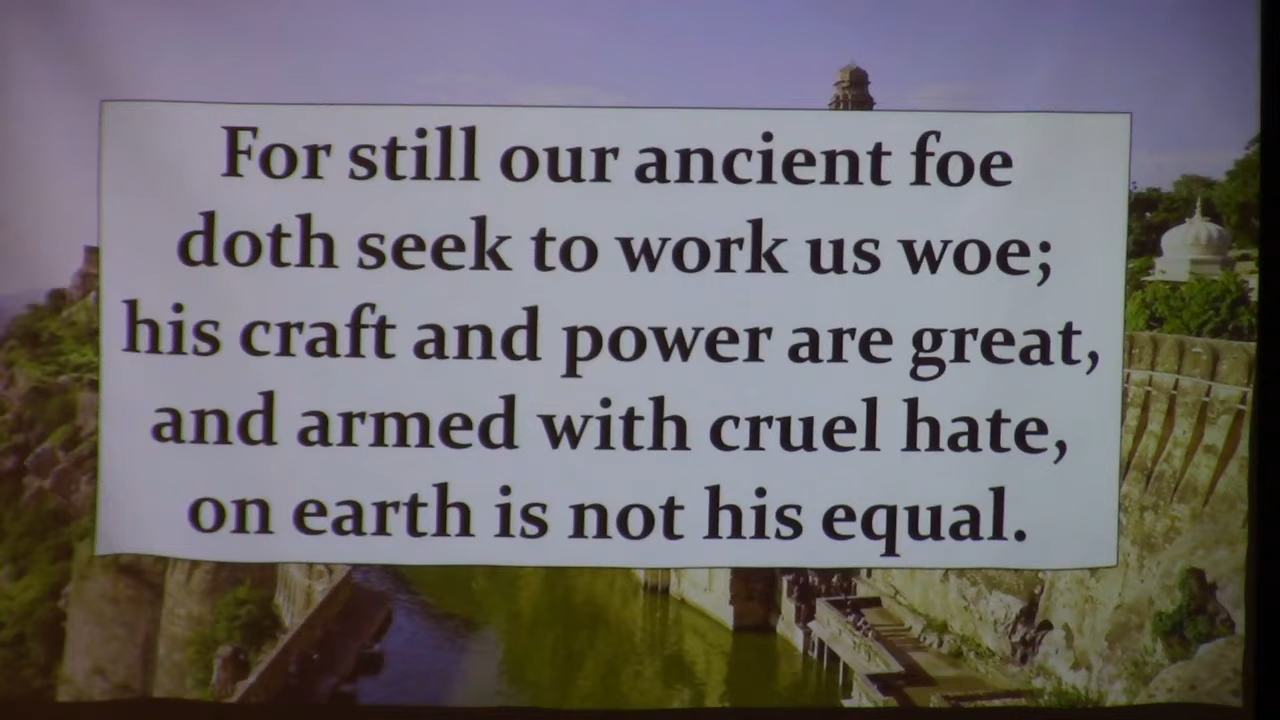 For still our ancient foe
doth seek to work us woe;
his craft and power are great,
and armed with cruel hate,
on earth is not his equal.